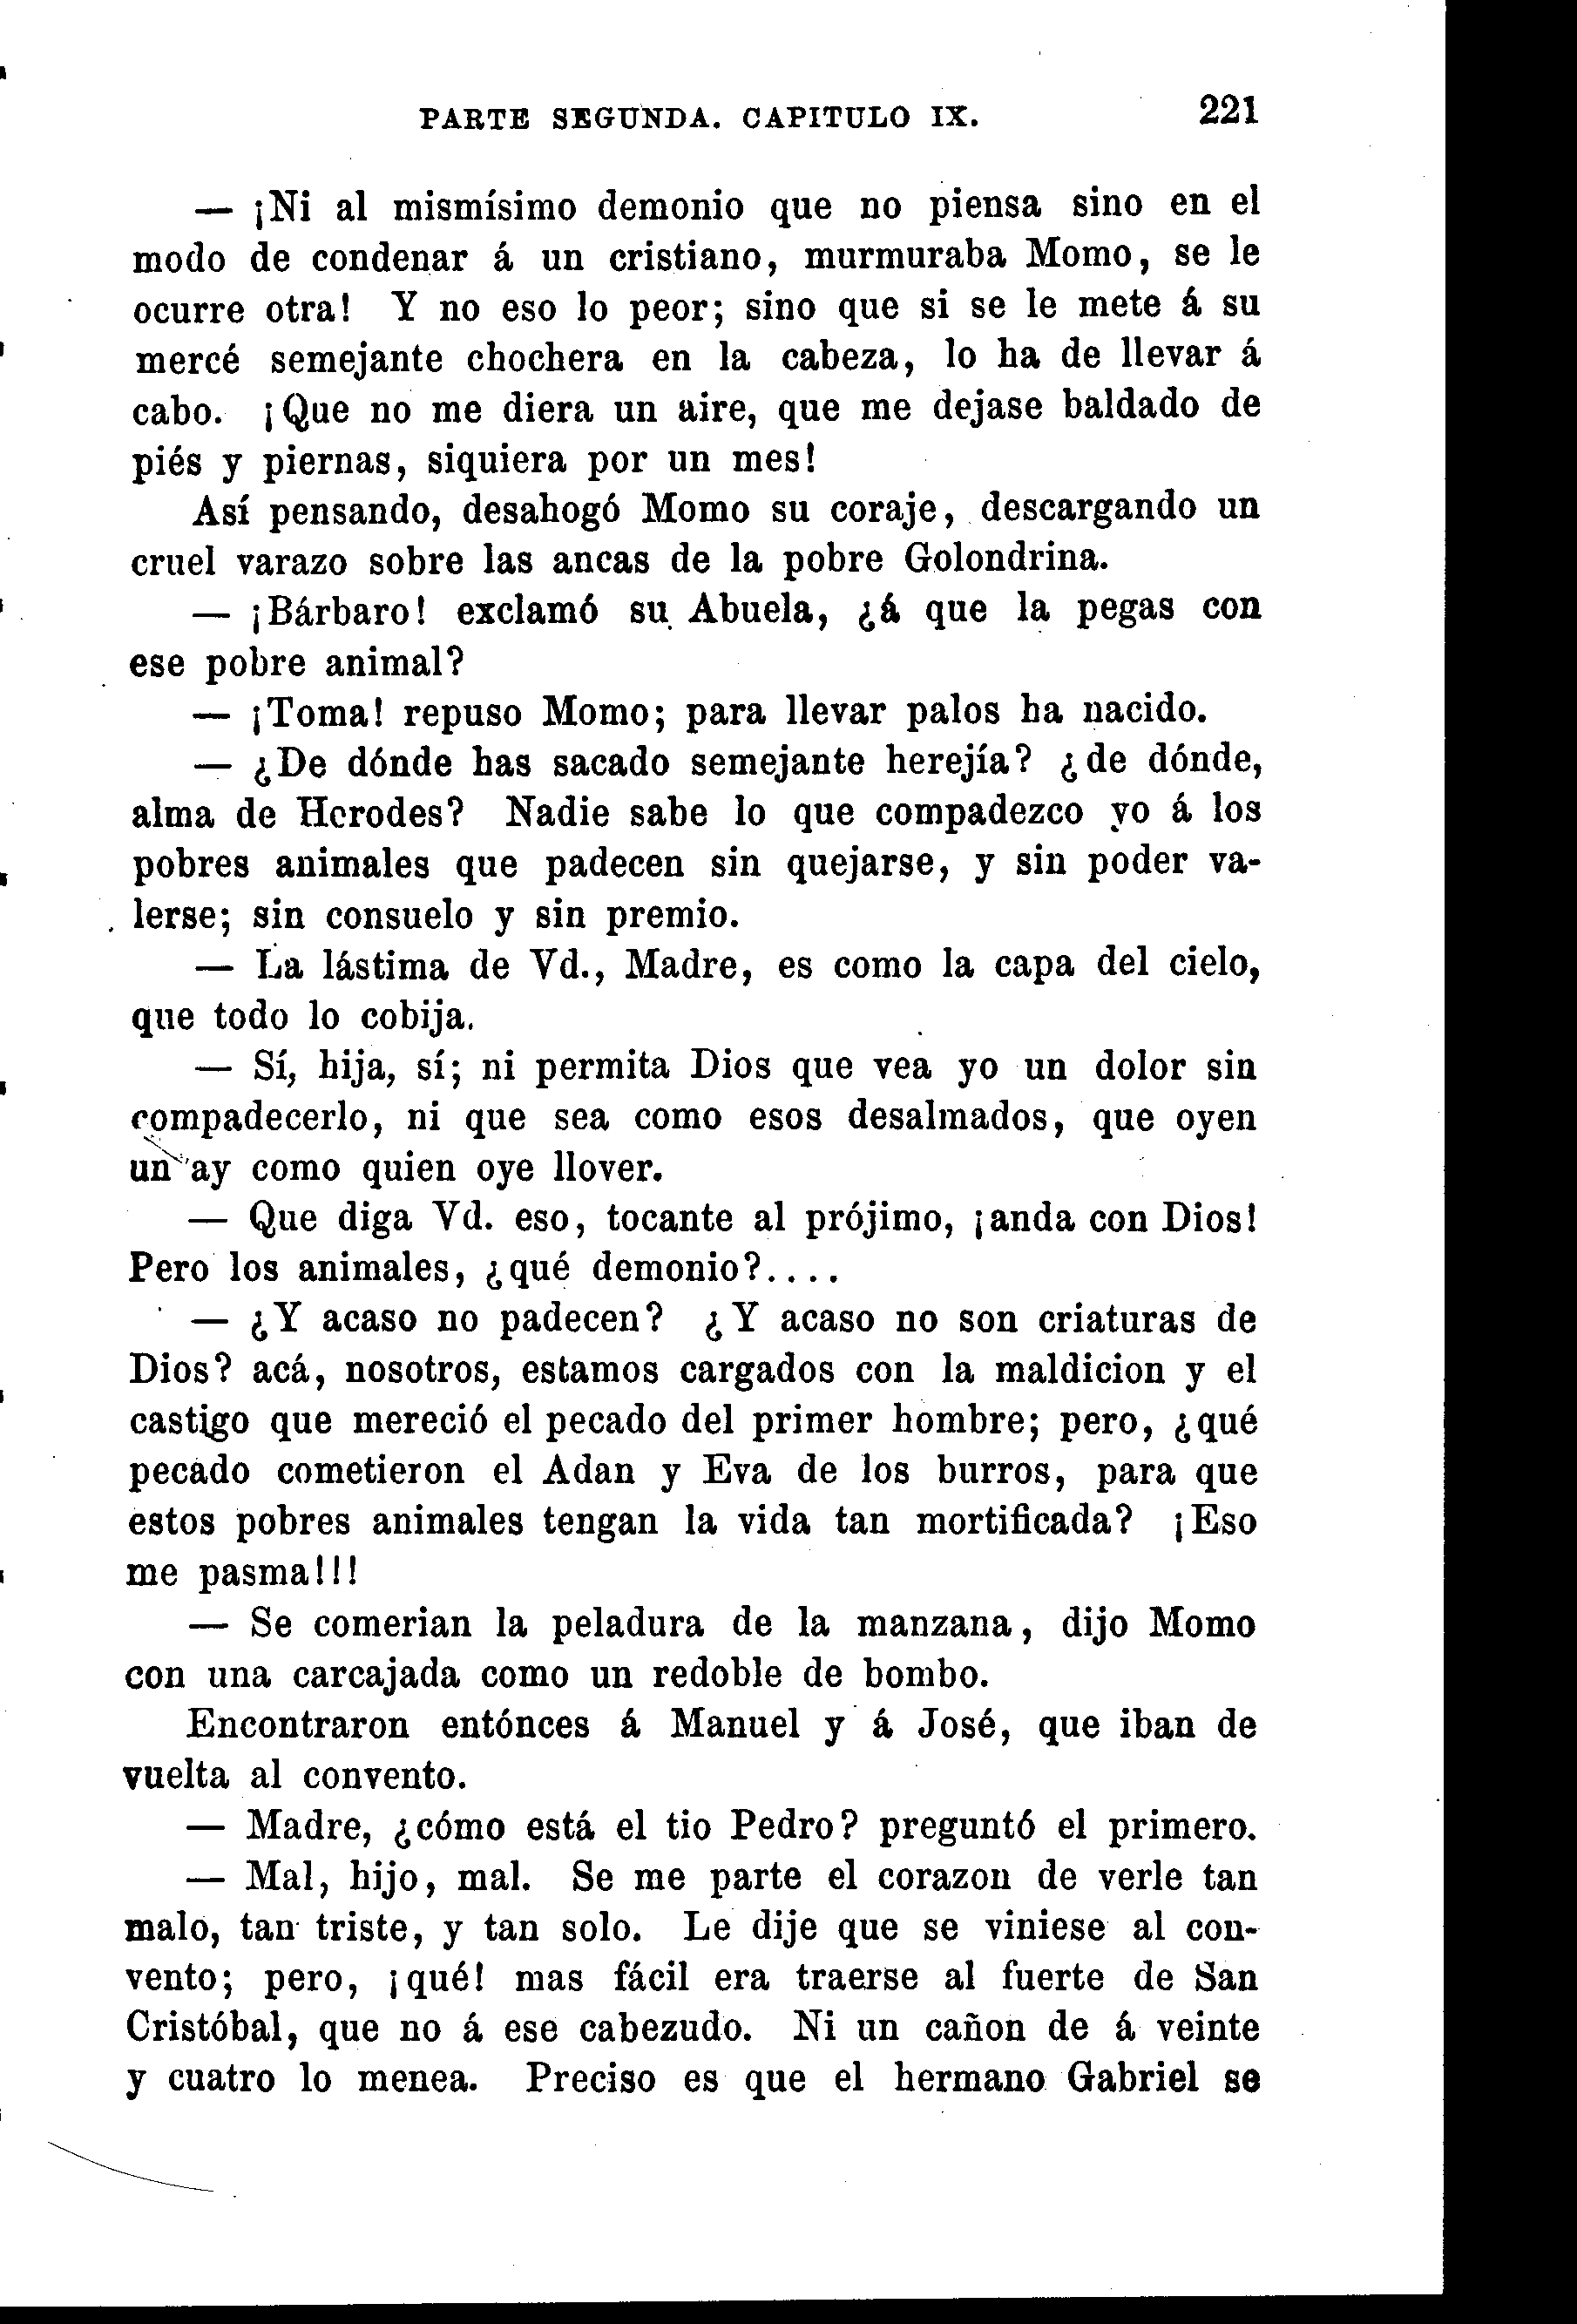 PARTE SEGUNDA. CAPITULO IX. 221
— ¡Ni al mismísimo demonio que no piensa sino en el
modo de condenar á un cristiano, murmuraba Momo, se le
ocurre otra! Y no eso lo peor; sino que si se le mete á su
mercé semejante chochera en la cabeza, lo ha de llevar á
cabo. ¡Que no me diera un aire, que me dejase baldado de
piés y piernas, siquiera por un mes!
Así pensando, desahogó Momo su coraje, descargando un
cruel varazo sobre las ancas de la pobre Golondrina.
— ¡Bárbaro! exclamó su Abuela, ¿á que la pegas con
ese pobre animal?
— ¡Toma! repuso Momo; para llevar palos ha nacido.
— ¿De dónde has sacado semejante herejía? ¿de dónde,
alma de Herodes? Nadie sabe lo que compadezco yo á los
pobres animales que padecen sin quejarse, y sin poder va-
lerse; sin consuelo y sin premio.
— La lástima de Vd., Madre, es como la capa del cielo,
que todo lo cobija.
— Sí, hija, sí; ni permita Dios que vea yo un dolor sin
compadecerlo, ni que sea como esos desalmados, que oyen
un ay como quien oye llover.
— Que diga Vd. eso, tocante al prójimo, ¡anda con Dios!
Pero los animales, ¿qué demonio?....
— ¿Y acaso no padecen? ¿Y acaso no son criaturas de
Dios? acá, nosotros, estamos cargados con la maldicion y el
castigo que mereció el pecado del primer hombre; pero, ¿qué
pecado cometieron el Adan y Eva de los burros, para que
estos pobres animales tengan la vida tan mortificada? ¡Eso
me pasma!!!
— Se comerian la peladura de la manzana, dijo Momo
con una carcajada como un redoble de bombo.
Encontraron entónces á Manuel y á José, que iban de
vuelta al convento.
— Madre, ¿cómo está el tio Pedro? preguntó el primero.
— Mal, hijo, mal. Se me parte el corazon de verle tan
malo, tan triste, y tan solo. Le dije que se viniese al con-
vento; pero, ¡qué! mas fácil era traerse al fuerte de San
Cristóbal, que no á ese cabezudo. Ni un cañon de á veinte
y cuatro lo menea. Preciso es que el hermano Gabriel se